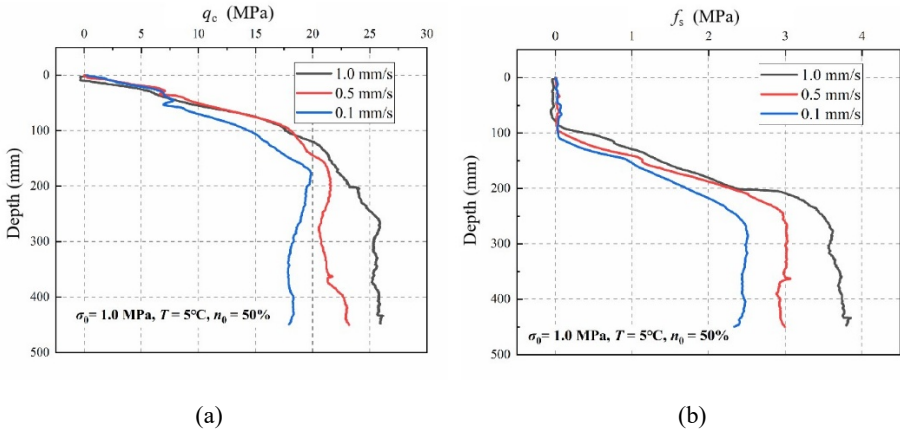 q_c (MPa)
0 5 10 15 20 25 30
0
100
200
300
400
500
Depth (mm)
1.0 mm/s
0.5 mm/s
0.1 mm/s
σ₀= 1.0 MPa, T = 5°C, n₀ = 50%
(a)
f_s (MPa)
0 1 2 3 4
0
100
200
300
400
500
Depth (mm)
1.0 mm/s
0.5 mm/s
0.1 mm/s
σ₀= 1.0 MPa, T = 5°C, n₀ = 50%
(b)